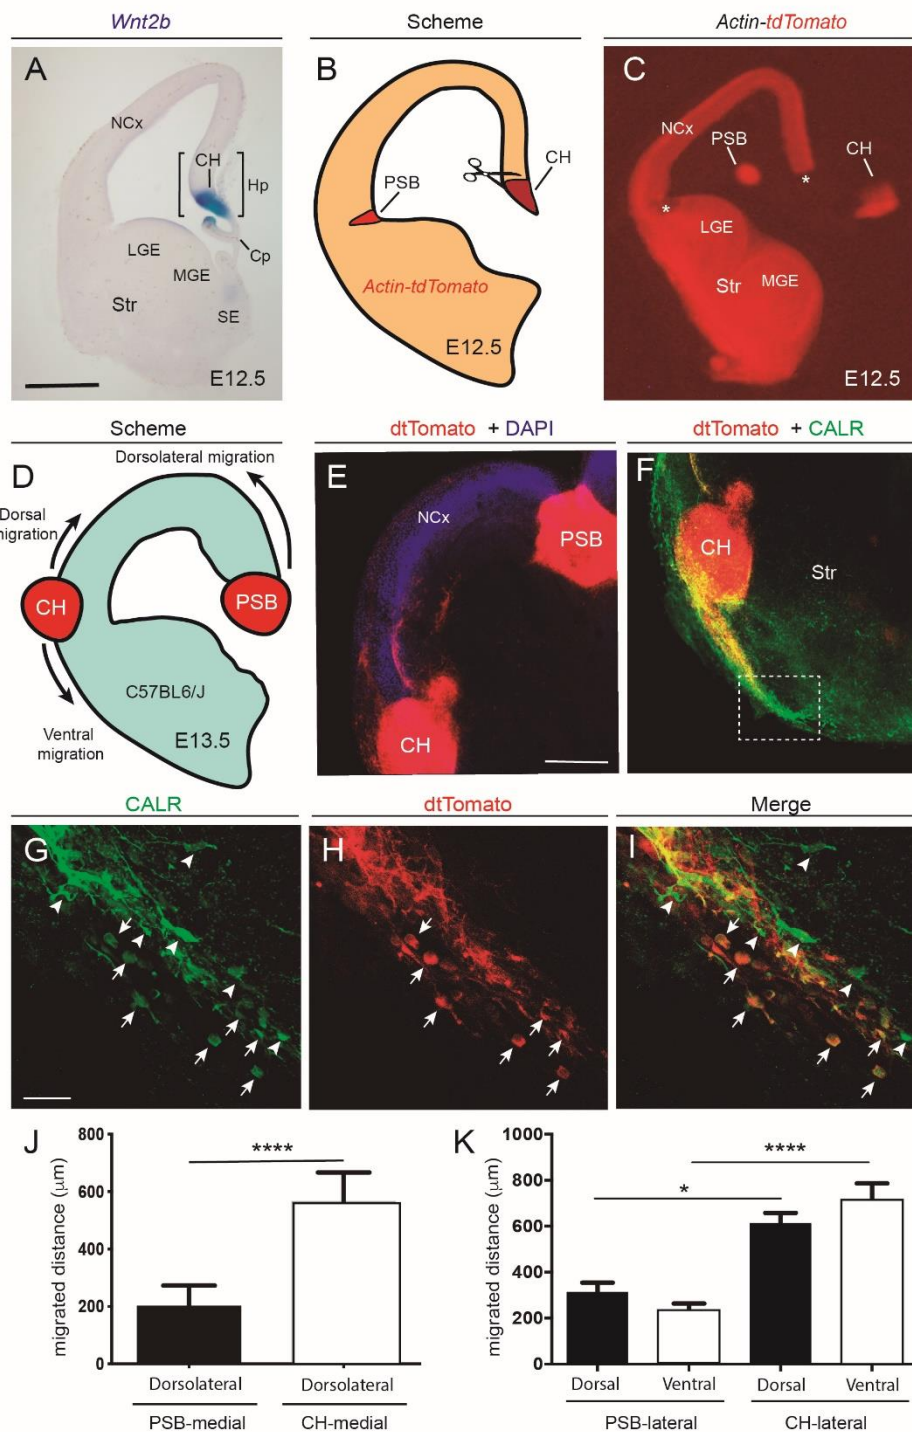 Wnt2b
Scheme
Actin-tdTomato
A
NCx
CH
Hp
LGE
Cp
MGE
Str
SE
E12.5
B
CH
PSB
Actin-tdTomato
E12.5
C
NCx
PSB
CH
*
*
LGE
Str
MGE
E12.5
Scheme
dtTomato + DAPI
dtTomato + CALR
D
Dorsolateral migration
Dorsal
migration
CH
PSB
C57BL6/J
E13.5
Ventral
migration
E
NCx
PSB
CH
F
CH
Str
CALR
dtTomato
Merge
G
H
I
J
800
600
400
200
0
migrated distance (μm)
****
Dorsolateral
Dorsolateral
PSB-medial
CH-medial
K
1000
800
600
400
200
0
migrated distance (μm)
****
*
Dorsal
Ventral
Dorsal
Ventral
PSB-lateral
CH-lateral